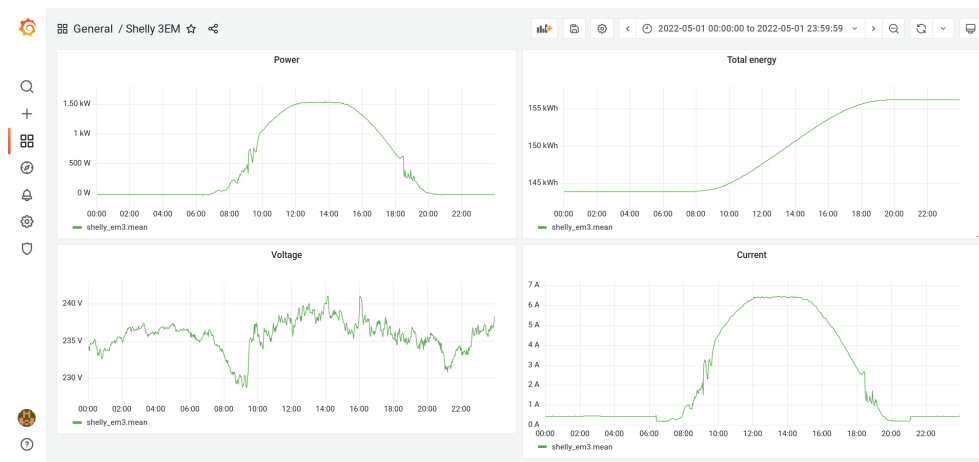 General / Shelly 3EM
2022-05-01 00:00:00 to 2022-05-01 23:59:59
Power
1.50 kW
1 kW
500 W
0 W
00:00 02:00 04:00 06:00 08:00 10:00 12:00 14:00 16:00 18:00 20:00 22:00
shelly_em3.mean
Total energy
155 kWh
150 kWh
145 kWh
00:00 02:00 04:00 06:00 08:00 10:00 12:00 14:00 16:00 18:00 20:00 22:00
shelly_em3.mean
Voltage
240 V
235 V
230 V
00:00 02:00 04:00 06:00 08:00 10:00 12:00 14:00 16:00 18:00 20:00 22:00
shelly_em3.mean
Current
7 A
6 A
5 A
4 A
3 A
2 A
1 A
0 A
00:00 02:00 04:00 06:00 08:00 10:00 12:00 14:00 16:00 18:00 20:00 22:00
shelly_em3.mean